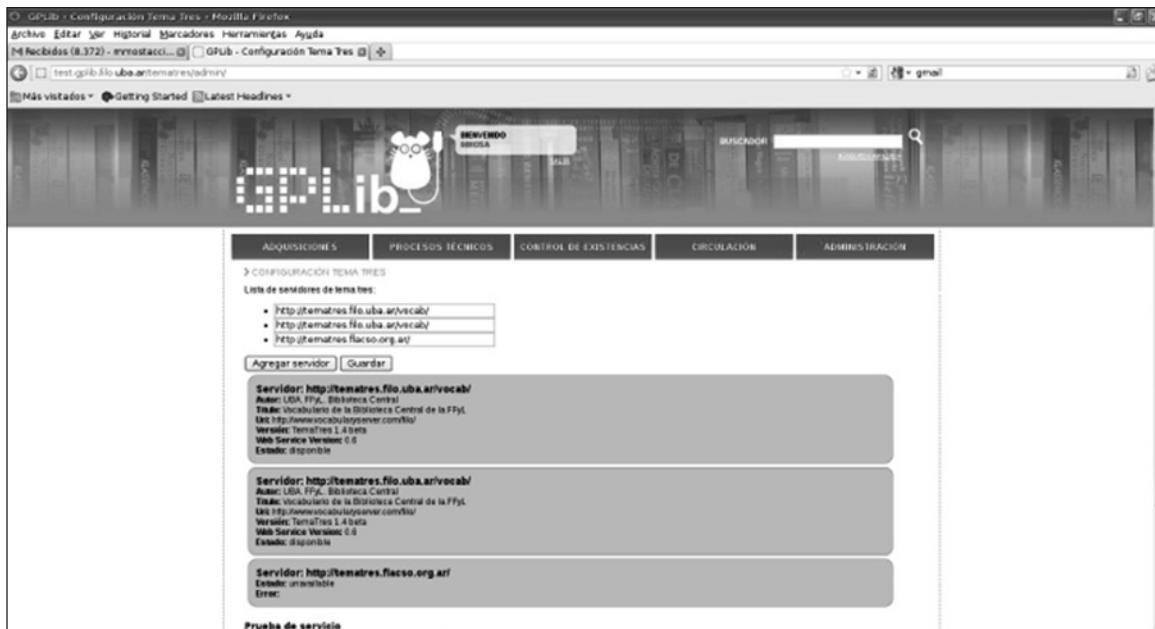 GPLib - Configuración Tema Tres - Mozilla Firefox
Archivo Editar Ver Historial Marcadores Herramientas Ayuda
Recibidos (8.372) - mmostacci... GPLib - Configuración Tema Tres
test.gplib.filo.uba.ar/tematres/admin/ gmail
Más visitados Getting Started Latest Headlines
BIENVENIDO
SALIR
BUSCADOR
GPLib_
ADQUISICIONES PROCESOS TÉCNICOS CONTROL DE EXISTENCIAS CIRCULACIÓN ADMINISTRACIÓN
CONFIGURACIÓN TEMA TRES
Lista de servidores de tema tres:
• http://tematres.filo.uba.ar/vocab/
• http://tematres.filo.uba.ar/vocab/
• http://tematres.flacso.org.ar/
Agregar servidor Guardar
Servidor: http://tematres.filo.uba.ar/vocab/
Autor: UBA. FFyL. Biblioteca Central
Titulo: Vocabulario de la Biblioteca Central de la FFyL
Uri: http://www.vocabularyserver.com/filo/
Versión: TemaTres 1.4 beta
Web Service Version: 0.6
Estado: disponible
Servidor: http://tematres.filo.uba.ar/vocab/
Autor: UBA. FFyL. Biblioteca Central
Titulo: Vocabulario de la Biblioteca Central de la FFyL
Uri: http://www.vocabularyserver.com/filo/
Versión: TemaTres 1.4 beta
Web Service Version: 0.6
Estado: disponible
Servidor: http://tematres.flacso.org.ar/
Estado: unavailable
Error:
Prueba de servicio